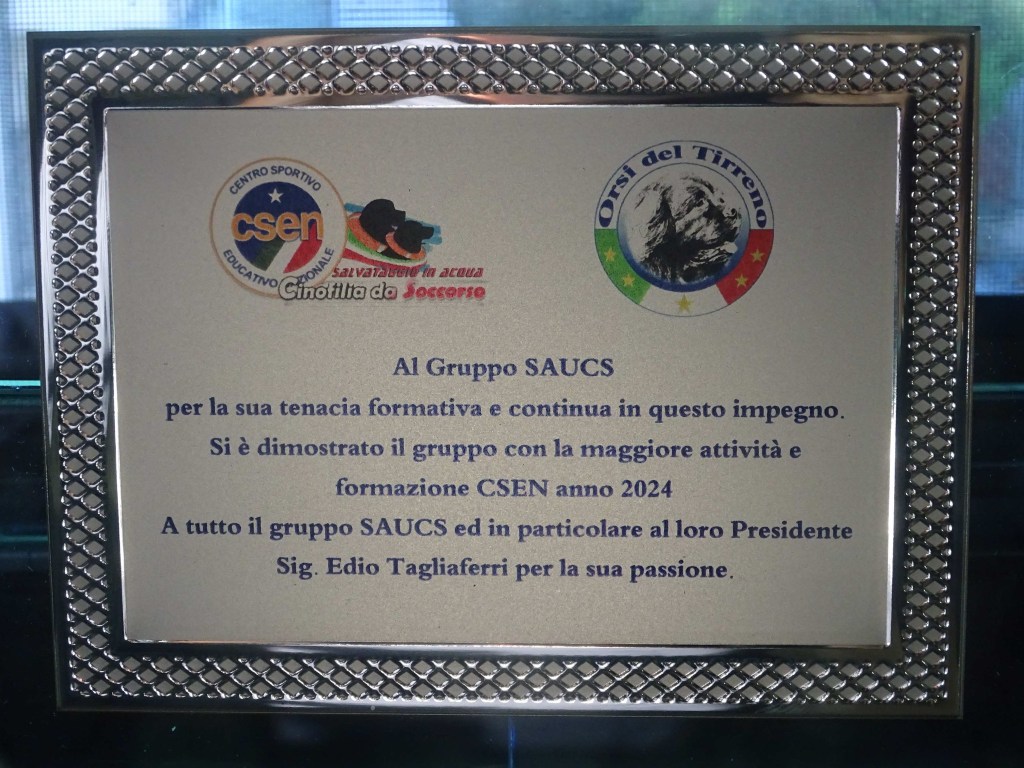 CENTRO SPORTIVO
csen
EDUCATIVO
SALVATAGGIO IN ACQUA
Cinofilia da Soccorso
Orsi del Tirreno
Al Gruppo SAUCS
per la sua tenacia formativa e continua in questo impegno.
Si è dimostrato il gruppo con la maggiore attività e
formazione CSEN anno 2024
A tutto il gruppo SAUCS ed in particolare al loro Presidente
Sig. Edio Tagliaferri per la sua passione.